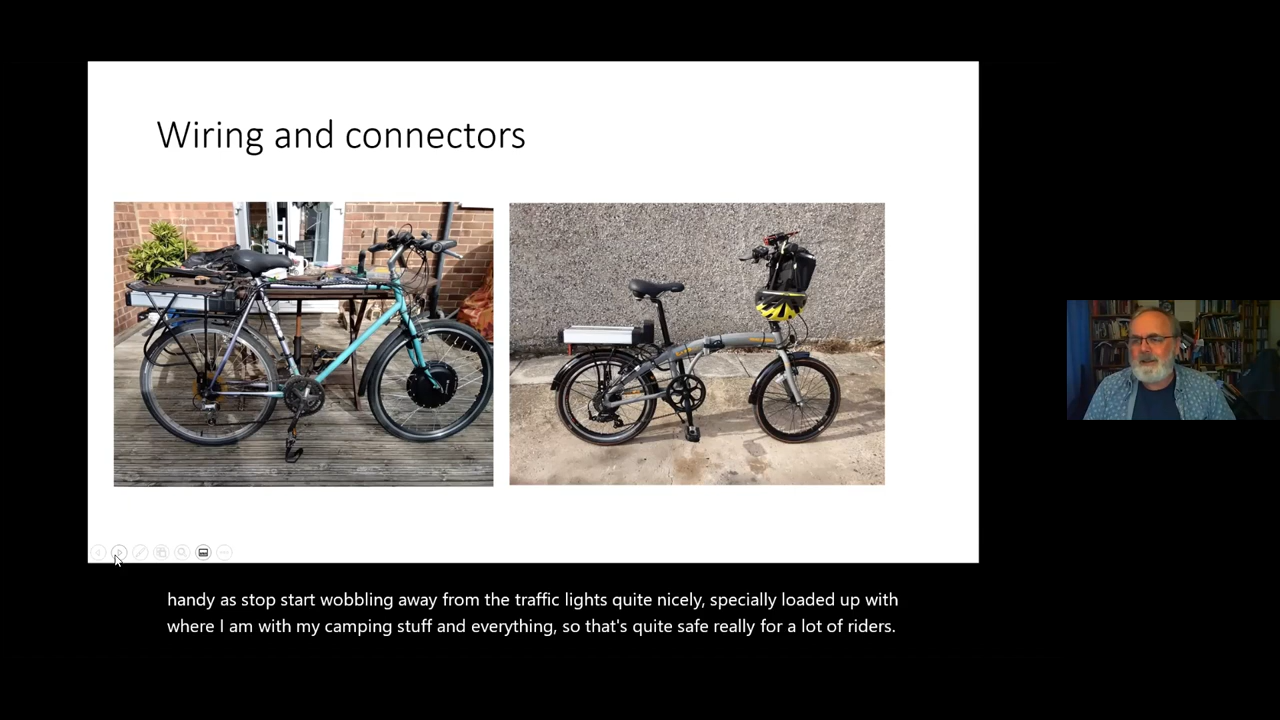 Wiring and connectors
handy as stop start wobbling away from the traffic lights quite nicely, specially loaded up with
where I am with my camping stuff and everything, so that's quite safe really for a lot of riders.